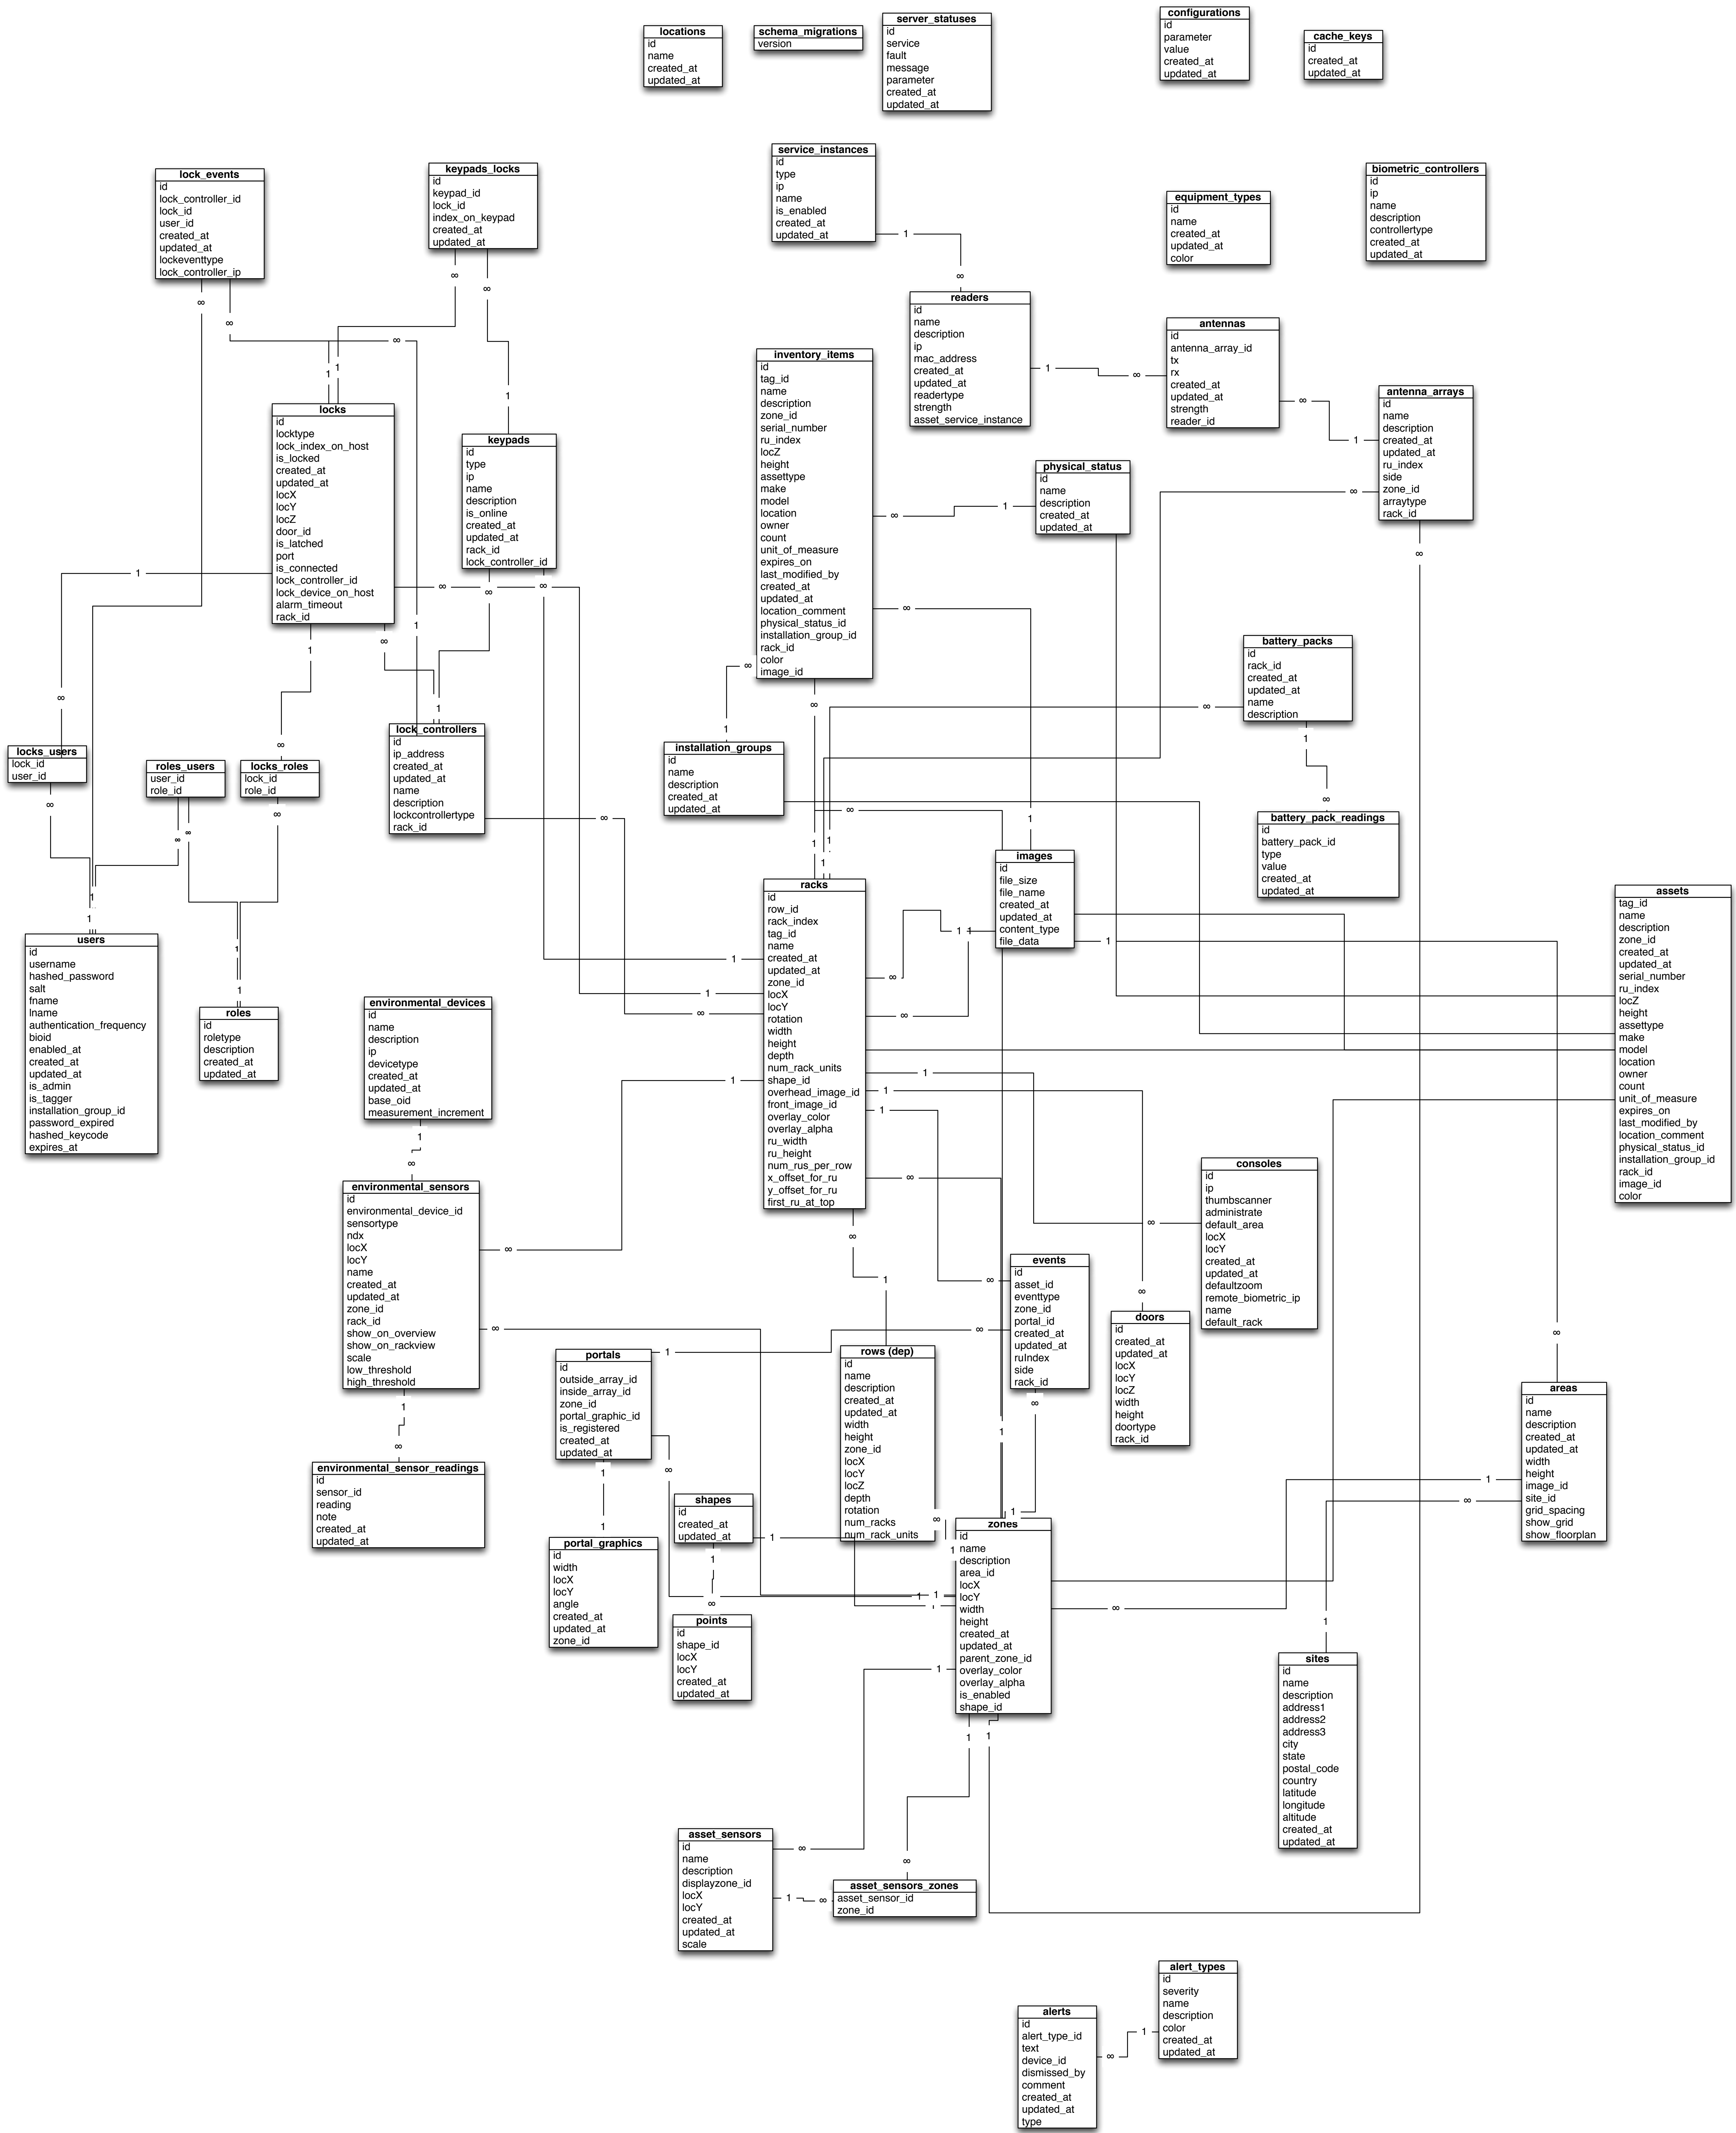 locations
id
name
created_at
updated_at
schema_migrations
version
server_statuses
id
service
fault
message
parameter
created_at
updated_at
configurations
id
parameter
value
created_at
updated_at
cache_keys
id
created_at
updated_at
lock_events
id
lock_controller_id
lock_id
user_id
created_at
updated_at
lockeventtype
lock_controller_ip
keypads_locks
id
keypad_id
lock_id
index_on_keypad
created_at
updated_at
service_instances
id
type
ip
name
is_enabled
created_at
updated_at
equipment_types
id
name
created_at
updated_at
color
biometric_controllers
id
ip
name
description
controllertype
created_at
updated_at
readers
id
name
description
ip
mac_address
created_at
updated_at
readertype
strength
asset_service_instance
antennas
id
antenna_array_id
tx
rx
created_at
updated_at
strength
reader_id
antenna_arrays
id
name
description
created_at
updated_at
ru_index
side
zone_id
arraytype
rack_id
inventory_items
id
tag_id
name
description
zone_id
serial_number
ru_index
locZ
height
assettype
make
model
location
owner
count
unit_of_measure
expires_on
last_modified_by
created_at
updated_at
location_comment
physical_status_id
installation_group_id
rack_id
color
image_id
physical_status
id
name
description
created_at
updated_at
locks
id
locktype
lock_index_on_host
is_locked
created_at
updated_at
locX
locY
locZ
door_id
is_latched
port
is_connected
lock_controller_id
lock_device_on_host
alarm_timeout
rack_id
keypads
id
type
ip
name
description
is_online
created_at
updated_at
rack_id
lock_controller_id
battery_packs
id
rack_id
created_at
updated_at
name
description
locks_users
lock_id
user_id
roles_users
user_id
role_id
locks_roles
lock_id
role_id
lock_controllers
id
ip_address
created_at
updated_at
name
description
lockcontrollertype
rack_id
installation_groups
id
name
description
created_at
updated_at
battery_pack_readings
id
battery_pack_id
type
value
created_at
updated_at
images
id
file_size
file_name
created_at
updated_at
content_type
file_data
racks
id
row_id
rack_index
tag_id
name
created_at
updated_at
zone_id
locX
locY
rotation
width
height
depth
num_rack_units
shape_id
overhead_image_id
front_image_id
overlay_color
overlay_alpha
ru_width
ru_height
num_rus_per_row
x_offset_for_ru
y_offset_for_ru
first_ru_at_top
assets
tag_id
name
description
zone_id
created_at
updated_at
serial_number
ru_index
locZ
height
assettype
make
model
location
owner
count
unit_of_measure
expires_on
last_modified_by
location_comment
physical_status_id
installation_group_id
rack_id
image_id
color
users
id
username
hashed_password
salt
fname
lname
authentication_frequency
bioid
enabled_at
created_at
updated_at
is_admin
is_tagger
installation_group_id
password_expired
hashed_keycode
expires_at
roles
id
roletype
description
created_at
updated_at
environmental_devices
id
name
description
ip
devicetype
created_at
updated_at
base_oid
measurement_increment
environmental_sensors
id
environmental_device_id
sensortype
ndx
locX
locY
name
created_at
updated_at
zone_id
rack_id
show_on_overview
show_on_rackview
scale
low_threshold
high_threshold
consoles
id
ip
thumbscanner
administrate
default_area
locX
locY
created_at
updated_at
defaultzoom
remote_biometric_ip
name
default_rack
events
id
asset_id
eventtype
zone_id
portal_id
created_at
updated_at
ruIndex
side
rack_id
doors
id
created_at
updated_at
locX
locY
locZ
width
height
doortype
rack_id
portals
id
outside_array_id
inside_array_id
zone_id
portal_graphic_id
is_registered
created_at
updated_at
rows (dep)
id
name
description
created_at
updated_at
width
height
zone_id
locX
locY
locZ
depth
rotation
num_racks
num_rack_units
areas
id
name
description
created_at
updated_at
width
height
image_id
site_id
grid_spacing
show_grid
show_floorplan
environmental_sensor_readings
id
sensor_id
reading
note
created_at
updated_at
shapes
id
created_at
updated_at
portal_graphics
id
width
locX
locY
angle
created_at
updated_at
zone_id
zones
id
name
description
area_id
locX
locY
width
height
created_at
updated_at
parent_zone_id
overlay_color
overlay_alpha
is_enabled
shape_id
points
id
shape_id
locX
locY
created_at
updated_at
sites
id
name
description
address1
address2
address3
city
state
postal_code
country
latitude
longitude
altitude
created_at
updated_at
asset_sensors
id
name
description
displayzone_id
locX
locY
created_at
updated_at
scale
asset_sensors_zones
asset_sensor_id
zone_id
alert_types
id
severity
name
description
color
created_at
updated_at
alerts
id
alert_type_id
text
device_id
dismissed_by
comment
created_at
updated_at
type